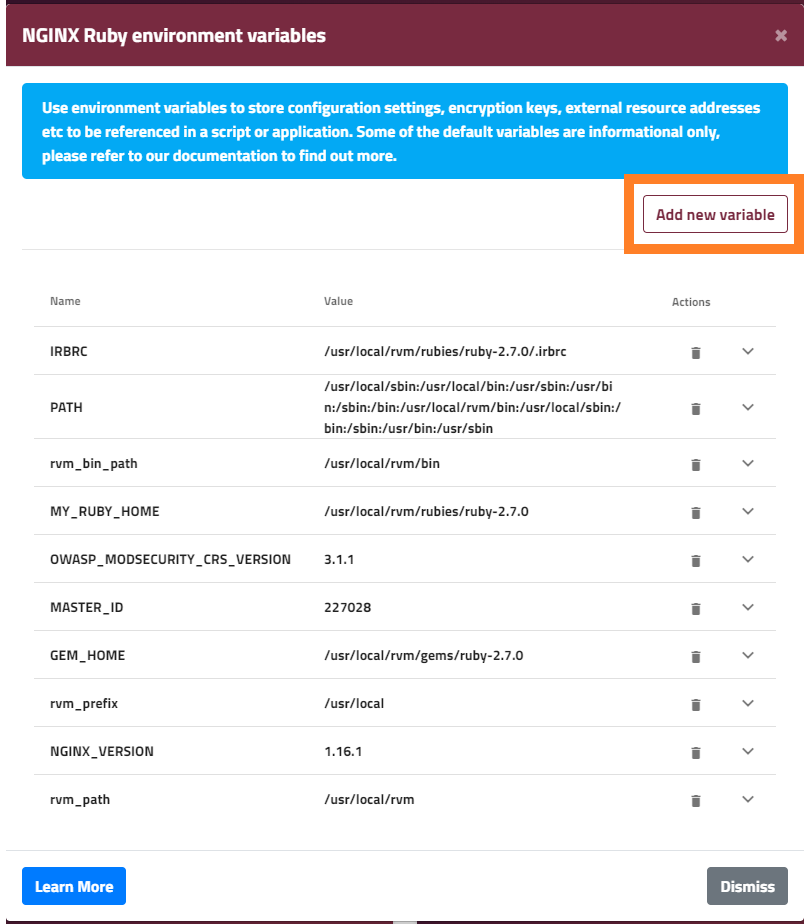 NGINX Ruby environment variables
Use environment variables to store configuration settings, encryption keys, external resource addresses
etc to be referenced in a script or application. Some of the default variables are informational only,
please refer to our documentation to find out more.
Add new variable
Name Value Actions
IRBRC /usr/local/rvm/rubies/ruby-2.7.0/.irbrc
PATH /usr/local/sbin:/usr/local/bin:/usr/sbin:/usr/bi
n:/sbin:/bin:/usr/local/rvm/bin:/usr/local/sbin:/
bin:/sbin:/usr/bin:/usr/sbin
rvm_bin_path /usr/local/rvm/bin
MY_RUBY_HOME /usr/local/rvm/rubies/ruby-2.7.0
OWASP_MODSECURITY_CRS_VERSION 3.1.1
MASTER_ID 227028
GEM_HOME /usr/local/rvm/gems/ruby-2.7.0
rvm_prefix /usr/local
NGINX_VERSION 1.16.1
rvm_path /usr/local/rvm
Learn More Dismiss